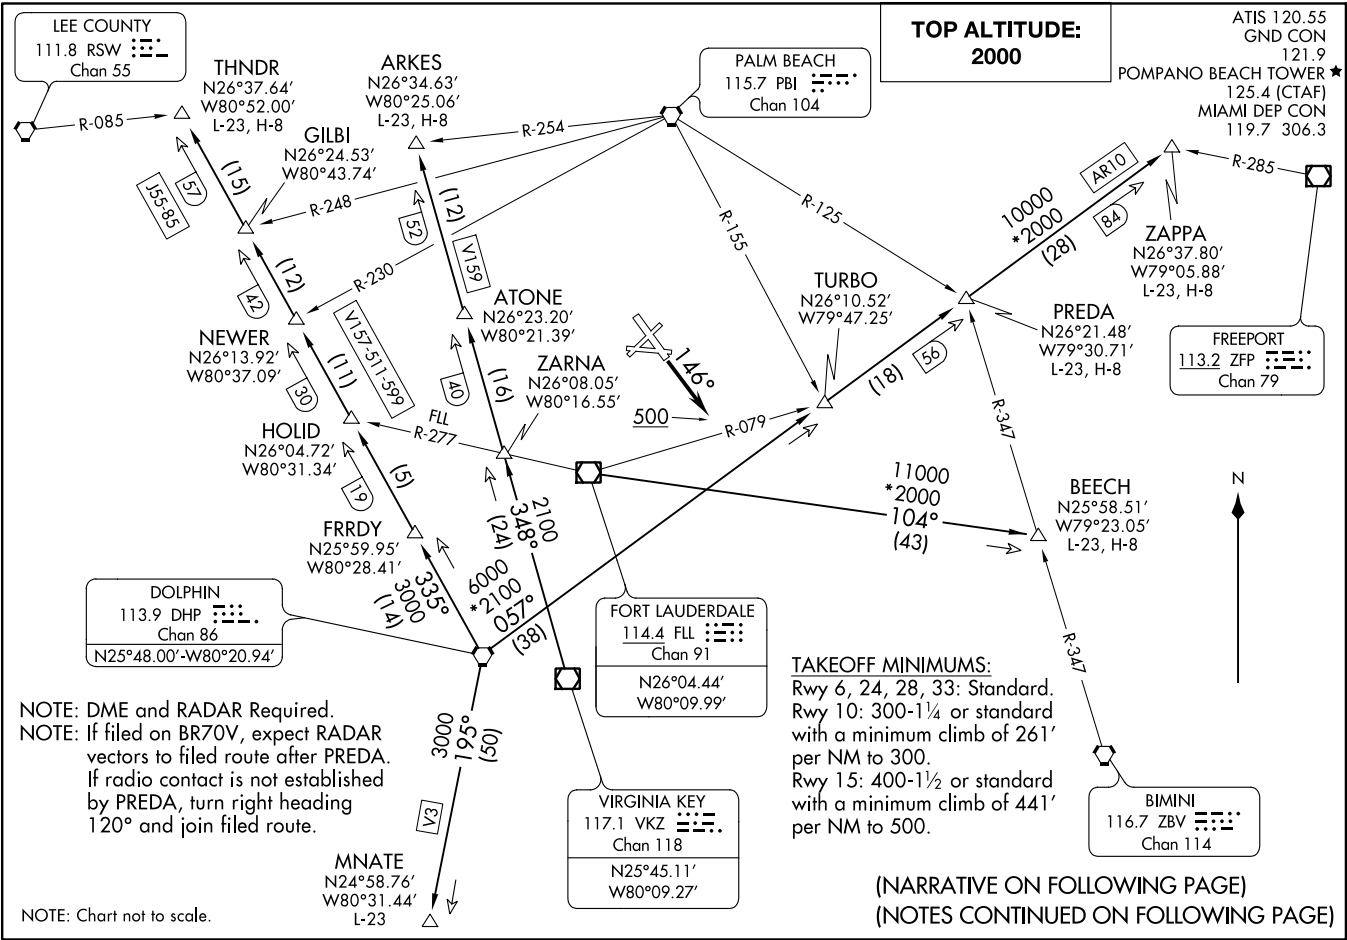 LEE COUNTY
111.8 RSW
Chan 55
R-085
THNDR
N26°37.64'
W80°52.00'
L-23, H-8
GILBI
N26°24.53'
W80°43.74'
ARKES
N26°34.63'
W80°25.06'
L-23, H-8
PALM BEACH
115.7 PBI
Chan 104
TOP ALTITUDE:
2000
ATIS 120.55
GND CON
121.9
POMPANO BEACH TOWER ★
125.4 (CTAF)
MIAMI DEP CON
119.7 306.3
R-254
R-248
R-230
R-155
R-125
R-285
J55-85
57
(15)
42
(12)
52
(12)
V159
AR10
84
10000
*2000
(28)
ZAPPA
N26°37.80'
W79°05.88'
L-23, H-8
FREEPORT
113.2 ZFP
Chan 79
TURBO
N26°10.52'
W79°47.25'
PREDA
N26°21.48'
W79°30.71'
L-23, H-8
NEWER
N26°13.92'
W80°37.09'
V157-511-599
30
(11)
ATONE
N26°23.20'
W80°21.39'
ZARNA
N26°08.05'
W80°16.55'
40
(16)
146°
500
56
(18)
HOLID
N26°04.72'
W80°31.34'
FLL
R-277
R-079
R-347
19
(5)
FRRDY
N25°59.95'
W80°28.41'
2100
348°
(24)
11000
*2000
104°
(43)
BEECH
N25°58.51'
W79°23.05'
L-23, H-8
N
335°
3000
(14)
6000
*2100
057°
(38)
DOLPHIN
113.9 DHP
Chan 86
N25°48.00'-W80°20.94'
FORT LAUDERDALE
114.4 FLL
Chan 91
N26°04.44'
W80°09.99'
R-347
NOTE: DME and RADAR Required.
NOTE: If filed on BR70V, expect RADAR
vectors to filed route after PREDA.
If radio contact is not established
by PREDA, turn right heading
120° and join filed route.
3000
195°
(50)
V3
TAKEOFF MINIMUMS:
Rwy 6, 24, 28, 33: Standard.
Rwy 10: 300-1¼ or standard
with a minimum climb of 261'
per NM to 300.
Rwy 15: 400-1½ or standard
with a minimum climb of 441'
per NM to 500.
VIRGINIA KEY
117.1 VKZ
Chan 118
N25°45.11'
W80°09.27'
BIMINI
116.7 ZBV
Chan 114
MNATE
N24°58.76'
W80°31.44'
L-23
NOTE: Chart not to scale.
(NARRATIVE ON FOLLOWING PAGE)
(NOTES CONTINUED ON FOLLOWING PAGE)